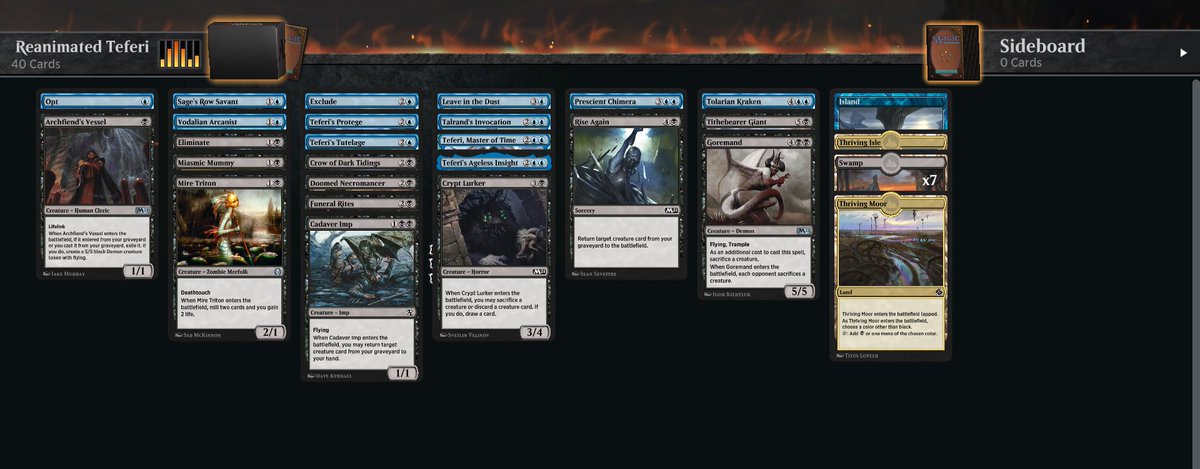 Reanimated Teferi
40 Cards
Sideboard
0 Cards
Opt
Archfiend's Vessel
Creature – Human Cleric
Lifelink
When Archfiend's Vessel enters the
battlefield, if it entered from your graveyard
or you cast it from your graveyard, exile it. If
you do, create a 5/5 black Demon creature
token with flying.
1/1
Jake Murray
Sage's Row Savant
Vodalian Arcanist
Eliminate
Miasmic Mummy
Mire Triton
Creature – Zombie Merfolk
Deathtouch
When Mire Triton enters the
battlefield, mill two cards and you gain
2 life.
2/1
Exclude
Teferi's Protege
Teferi's Tutelage
Crow of Dark Tidings
Doomed Necromancer
Funeral Rites
Cadaver Imp
Creature – Imp
Flying
When Cadaver Imp enters the
battlefield, you may return target
creature card from your graveyard to
your hand.
1/1
Dave Kendall
Leave in the Dust
Talrand's Invocation
Teferi, Master of Time
Teferi's Ageless Insight
Crypt Lurker
Creature – Horror
When Crypt Lurker enters the
battlefield, you may sacrifice a
creature or discard a creature card. If
you do, draw a card.
3/4
Svetlin Velinov
Prescient Chimera
Rise Again
Sorcery
Return target creature card from your
graveyard to the battlefield.
Sean Sevestre
Tolarian Kraken
Tithebearer Giant
Goremand
Creature – Demon
Flying, Trample
As an additional cost to cast this spell,
sacrifice a creature.
When Goremand enters the
battlefield, each opponent sacrifices a
creature.
5/5
Igor Kieryluk
Island
Thriving Isle
Swamp
x7
Thriving Moor
Land
Thriving Moor enters the battlefield tapped.
As Thriving Moor enters the battlefield,
choose a color other than black.
: Add or one mana of the chosen color.
Titus Lunter